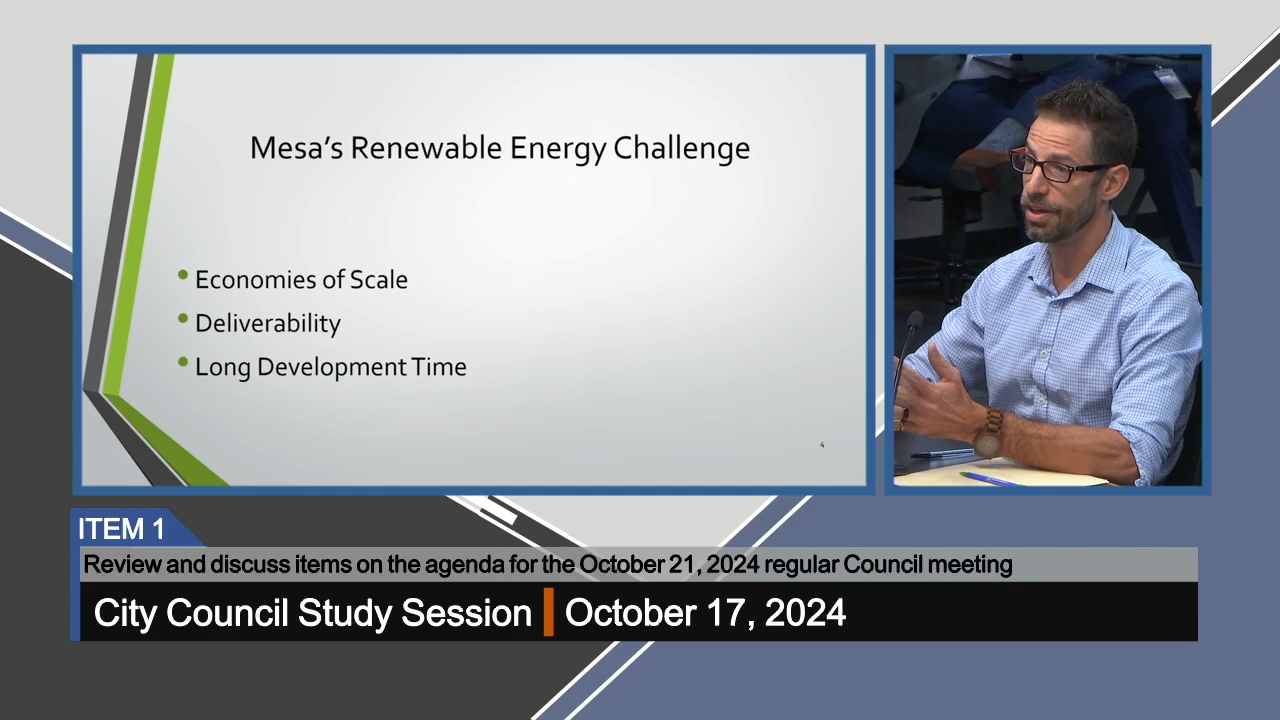 Mesa's Renewable Energy Challenge
• Economies of Scale
• Deliverability
• Long Development Time
4
ITEM 1
Review and discuss items on the agenda for the October 21, 2024 regular Council meeting
City Council Study Session | October 17, 2024